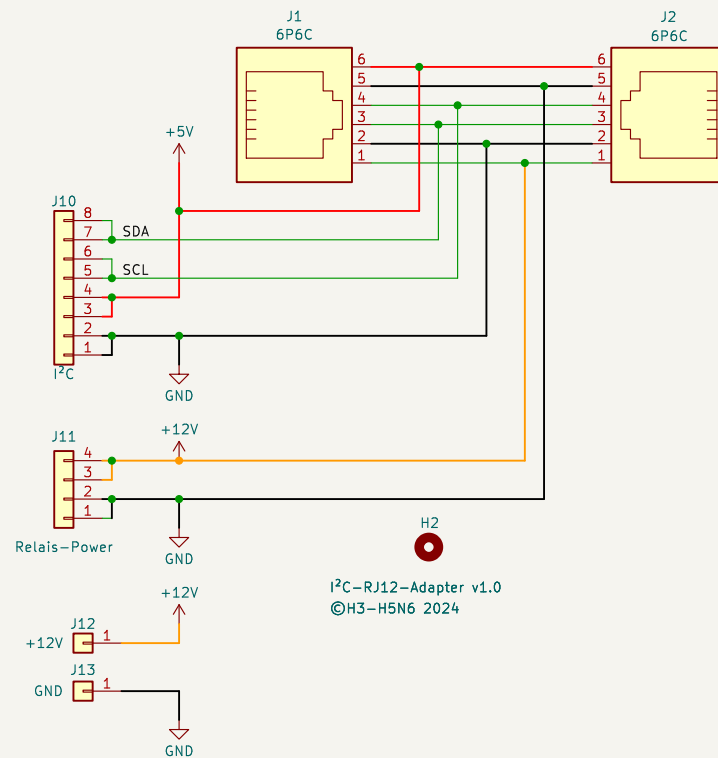 J1
6P6C
J2
6P6C
6
5
4
3
2
1
6
5
4
3
2
1
+5V
J10
8
7
6
5
4
3
2
1
SDA
SCL
I²C
GND
+12V
J11
4
3
2
1
Relais-Power
GND
H2
I²C-RJ12-Adapter v1.0
©H3-H5N6 2024
+12V
J12
+12V
1
J13
GND
1
GND